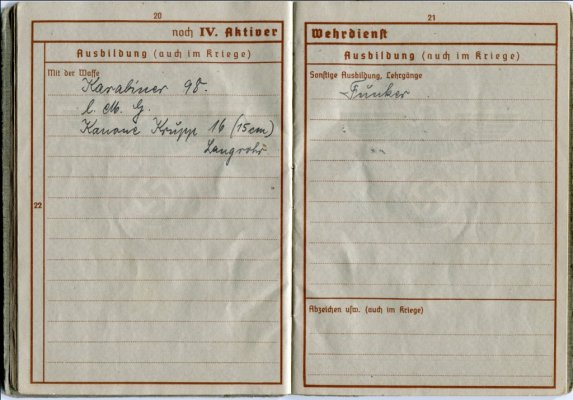 20
noch IV. Aktiver
Ausbildung (auch im Kriege)
Mit der Waffe
Karabiner 98.
l. M. G.
Kanone Krupp 16 (15cm)
Langrohr
22
21
Wehrdienst
Ausbildung (auch im Kriege)
Sonstige Ausbildung, Lehrgänge
Funker
Abzeichen usw. (auch im Kriege)